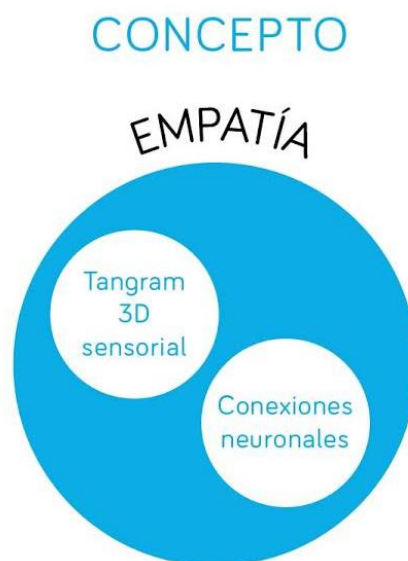 CONCEPTO
EMPATÍA
Tangram
3D
sensorial
Conexiones
neuronales